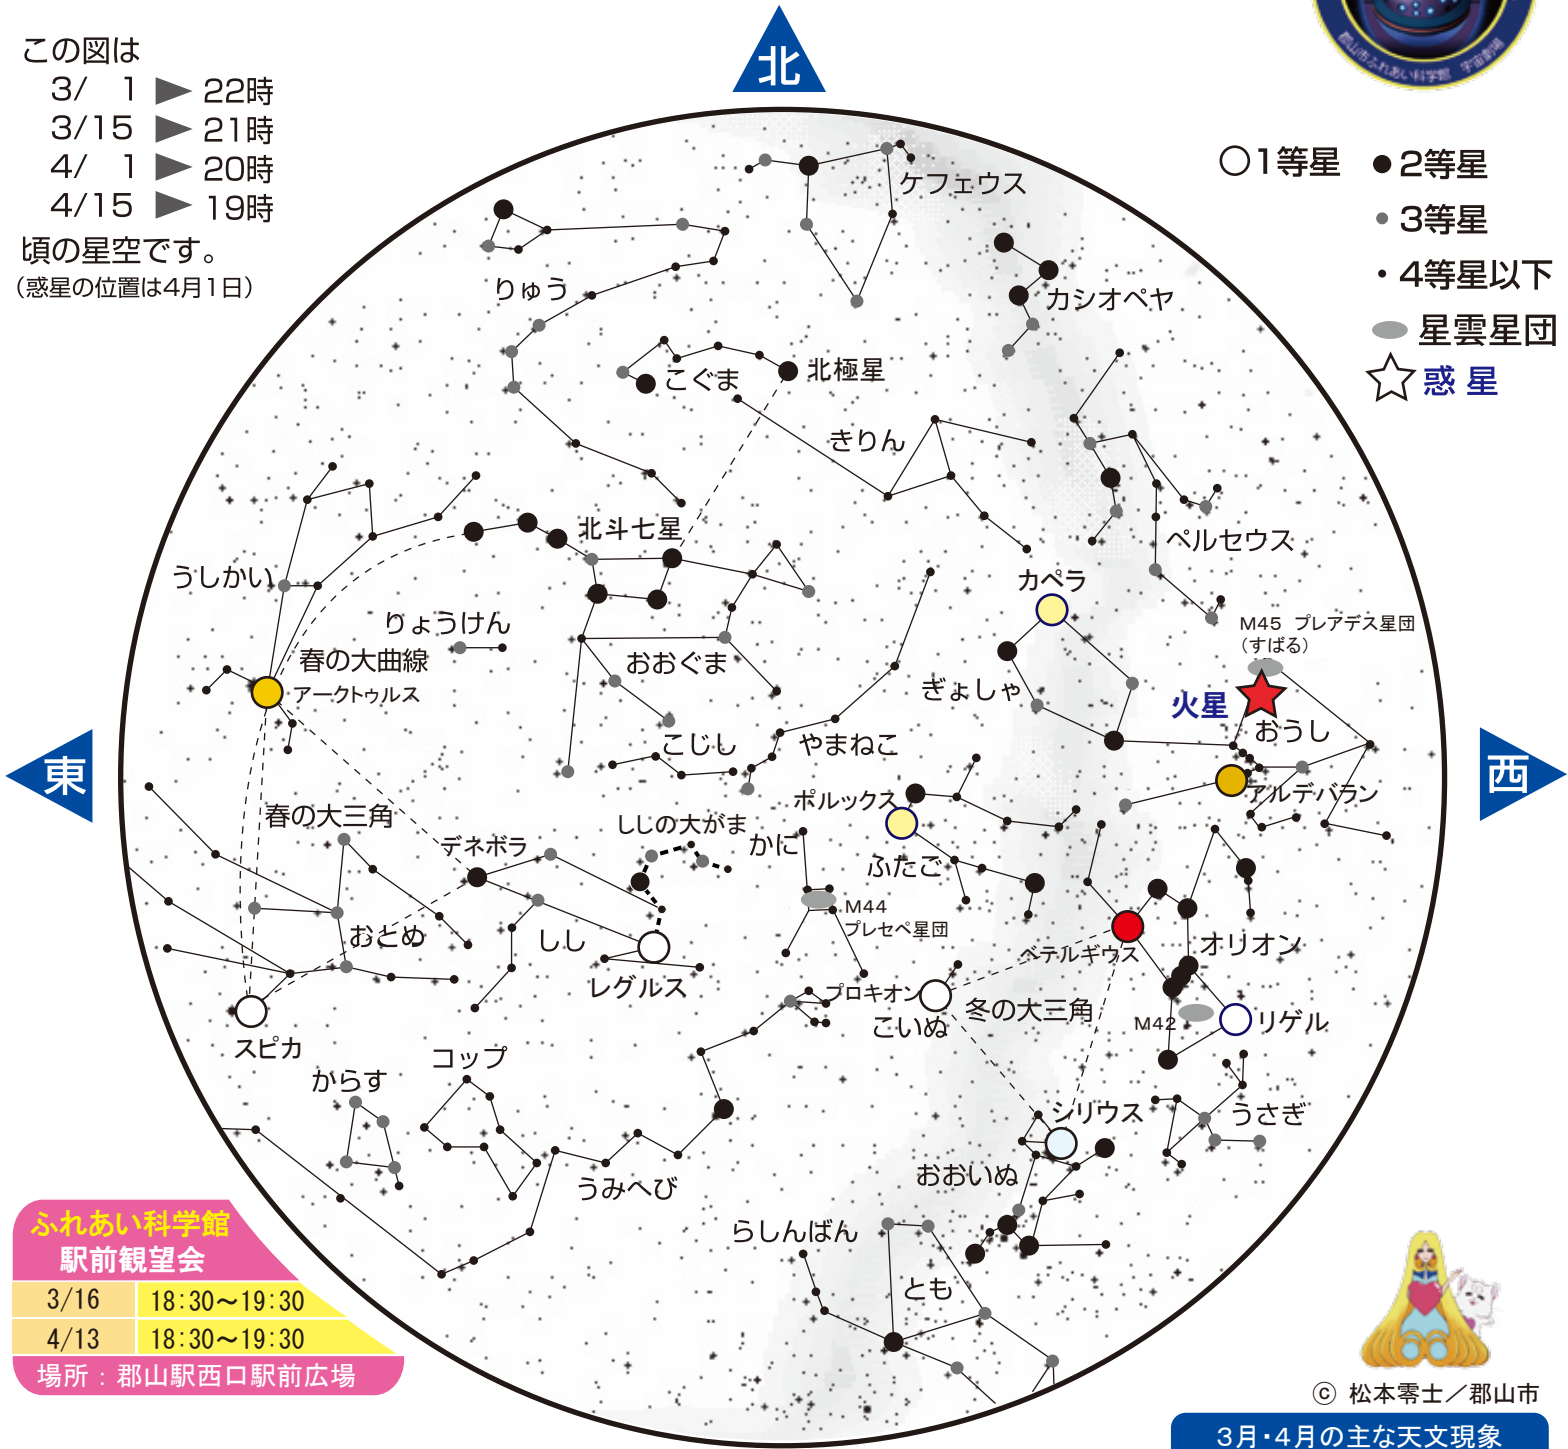 この図は
3/ 1 ▶ 22時
3/15 ▶ 21時
4/ 1 ▶ 20時
4/15 ▶ 19時
頃の星空です。
(惑星の位置は4月1日)
北
郡山市ふれあい科学館 宇宙劇場
○1等星 ●2等星
3等星
4等星以下
星雲星団
惑星
ケフェウス
カシオペヤ
りゅう
こぐま
北極星
きりん
北斗七星
ペルセウス
うしかい
カペラ
りょうけん
M45 プレアデス星団
(すばる)
春の大曲線
おおぐま
アークトゥルス
ぎょしゃ
火星
おうし
こじし
やまねこ
東
西
ポルックス
アルデバラン
春の大三角
ししの大がま
デネボラ
かに
ふたご
M44
プレセペ星団
おとめ
しし
ベテルギウス
オリオン
レグルス
プロキオン
こいぬ
冬の大三角
M42
リゲル
スピカ
コップ
からす
シリウス
うさぎ
おおいぬ
うみへび
らしんばん
とも
ふれあい科学館
駅前観望会
3/16 18:30～19:30
4/13 18:30～19:30
場所：郡山駅西口駅前広場
© 松本零士／郡山市
3月・4月の主な天文現象